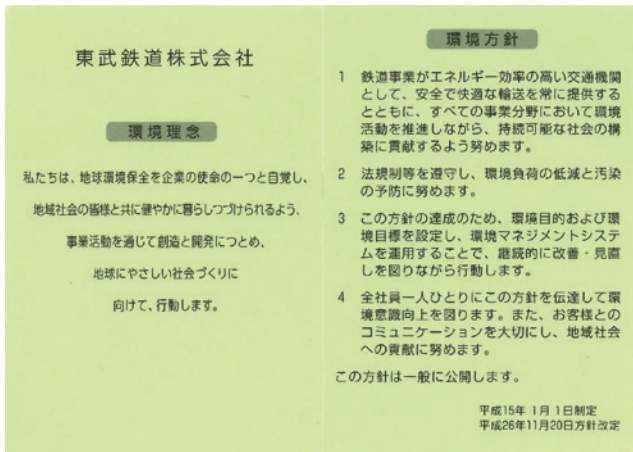 東武鉄道株式会社
環境理念
私たちは、地球環境保全を企業の使命の一つと自覚し、
地域社会の皆様と共に健やかに暮らしつづけられるよう、
事業活動を通じて創造と開発につとめ、
地球にやさしい社会づくりに
向けて、行動します。
環境方針
1 鉄道事業がエネルギー効率の高い交通機関
として、安全で快適な輸送を常に提供する
とともに、すべての事業分野において環境
活動を推進しながら、持続可能な社会の構
築に貢献するよう努めます。
2 法規制等を遵守し、環境負荷の低減と汚染
の予防に努めます。
3 この方針の達成のため、環境目的および環
境目標を設定し、環境マネジメントシステ
ムを運用することで、継続的に改善・見直
しを図りながら行動します。
4 全社員一人ひとりにこの方針を伝達して環
境意識向上を図ります。また、お客様との
コミュニケーションを大切にし、地域社会
への貢献に努めます。
この方針は一般に公開します。
平成15年 1月 1日制定
平成26年11月20日方針改定